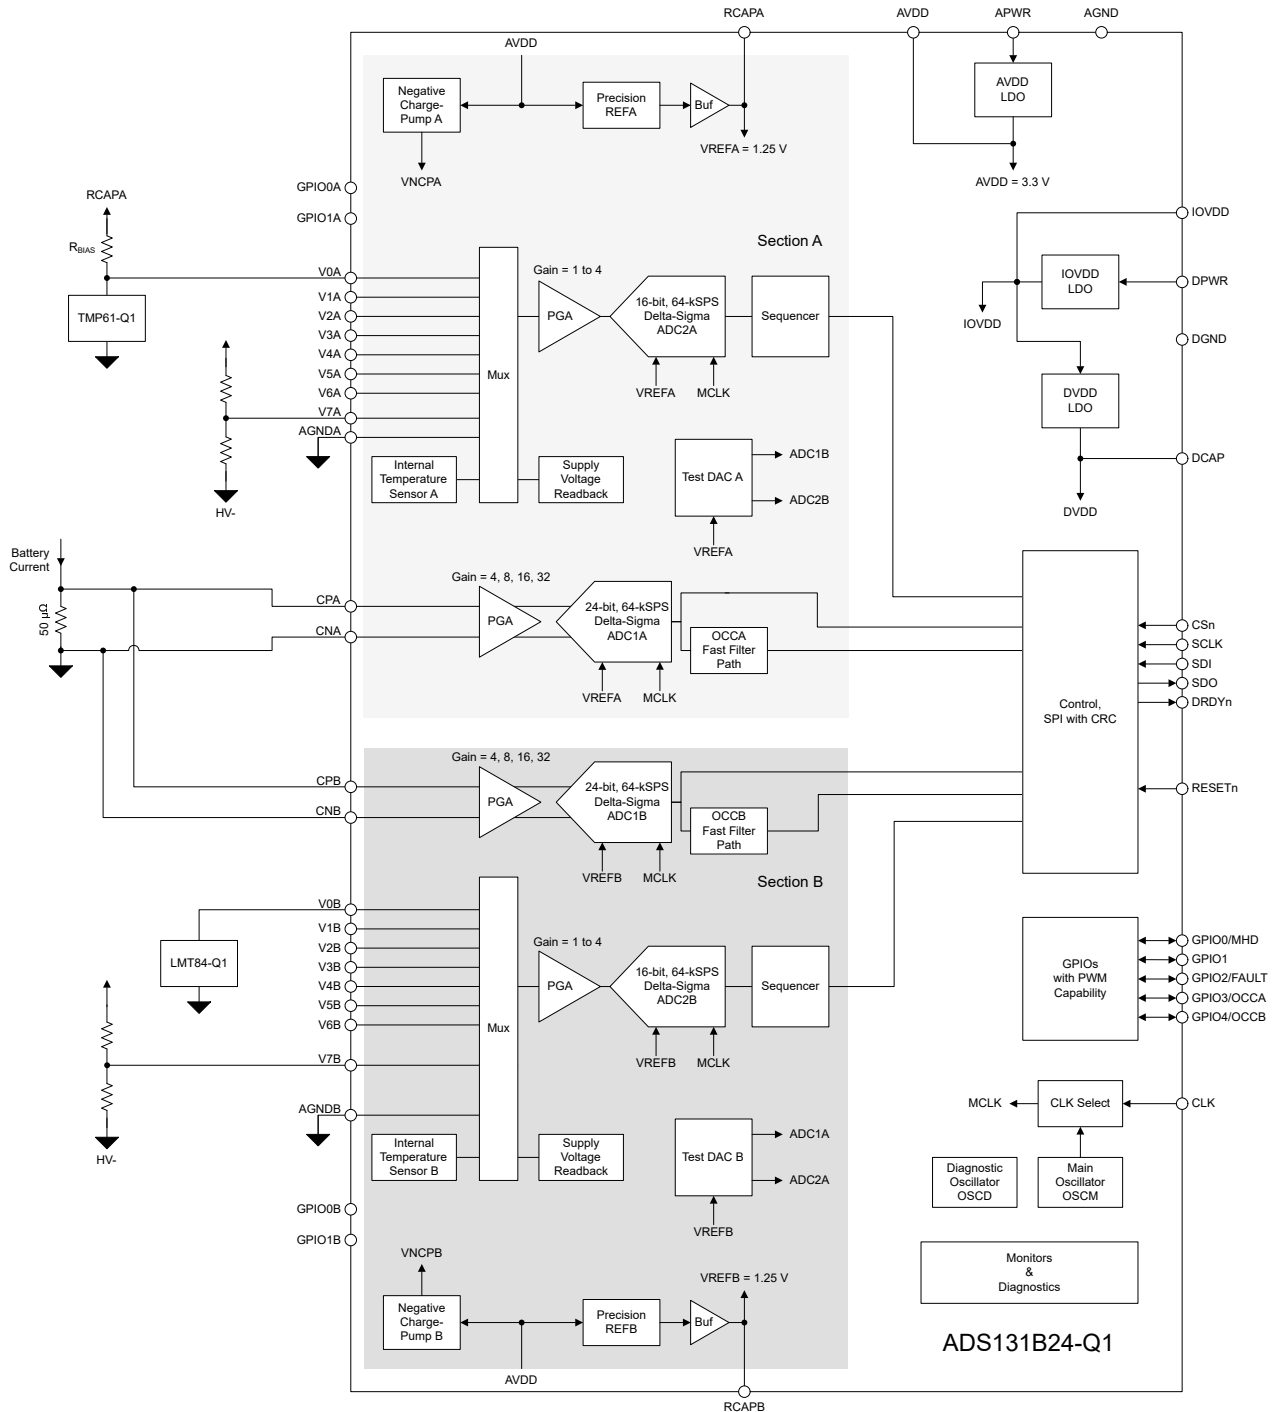 RCAPA
AVDD
APWR
AGND
AVDD
Negative
Charge-
Pump A
Precision
REFA
Buf
AVDD
LDO
VREFA = 1.25 V
VNCPA
AVDD = 3.3 V
GPIO0A
RCAPA
GPIO1A
IOVDD
RBIAS
Section A
V0A
Gain = 1 to 4
IOVDD
LDO
DPWR
V1A
V2A
V3A
V4A
V5A
V6A
V7A
AGNDA
TMP61-Q1
Mux
PGA
16-bit, 64-kSPS
Delta-Sigma
ADC2A
Sequencer
IOVDD
DGND
VREFA
MCLK
DVDD
LDO
HV-
Internal
Temperature
Sensor A
Supply
Voltage
Readback
Test DAC A
ADC1B
ADC2B
DCAP
DVDD
VREFA
Battery
Current
50 µΩ
Gain = 4, 8, 16, 32
CPA
CNA
PGA
24-bit, 64-kSPS
Delta-Sigma
ADC1A
OCCA
Fast Filter
Path
VREFA
MCLK
Control,
SPI with CRC
CSn
SCLK
SDI
SDO
DRDYn
RESETn
Gain = 4, 8, 16, 32
CPB
CNB
PGA
24-bit, 64-kSPS
Delta-Sigma
ADC1B
OCCB
Fast Filter
Path
VREFB
MCLK
Section B
V0B
V1B
V2B
V3B
V4B
V5B
V6B
V7B
AGNDB
LMT84-Q1
HV-
Mux
Gain = 1 to 4
PGA
16-bit, 64-kSPS
Delta-Sigma
ADC2B
Sequencer
VREFB
MCLK
GPIOs
with PWM
Capability
GPIO0/MHD
GPIO1
GPIO2/FAULT
GPIO3/OCCA
GPIO4/OCCB
MCLK
CLK Select
CLK
Internal
Temperature
Sensor B
Supply
Voltage
Readback
Test DAC B
ADC1A
ADC2A
VREFB
Diagnostic
Oscillator
OSCD
Main
Oscillator
OSCM
GPIO0B
GPIO1B
VNCPB
VREFB = 1.25 V
Monitors
&
Diagnostics
Negative
Charge-
Pump B
Precision
REFB
Buf
ADS131B24-Q1
AVDD
RCAPB